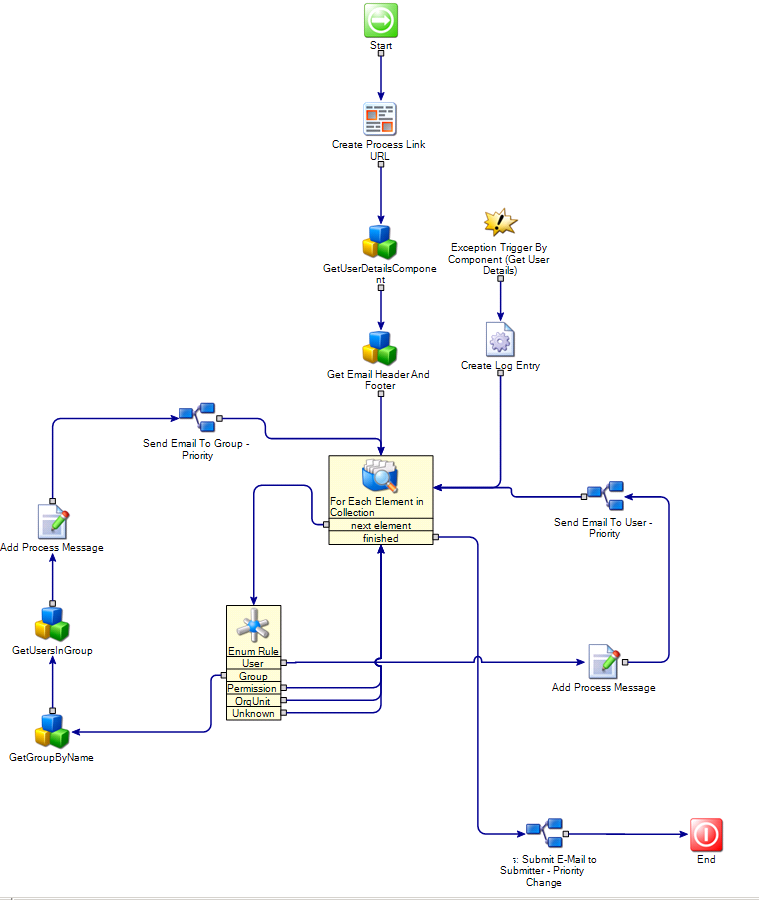 Start
Create Process Link
URL
GetUserDetailsCompone
nt
Exception Trigger By
Component (Get User
Details)
Get Email Header And
Footer
Create Log Entry
Send Email To Group -
Priority
For Each Element in
Collection
next element
finished
Send Email To User -
Priority
Add Process Message
GetUsersInGroup
Enum Rule
User
Group
Permission
OrgUnit
Unknown
Add Process Message
GetGroupByName
s: Submit E-Mail to
Submitter - Priority
Change
End